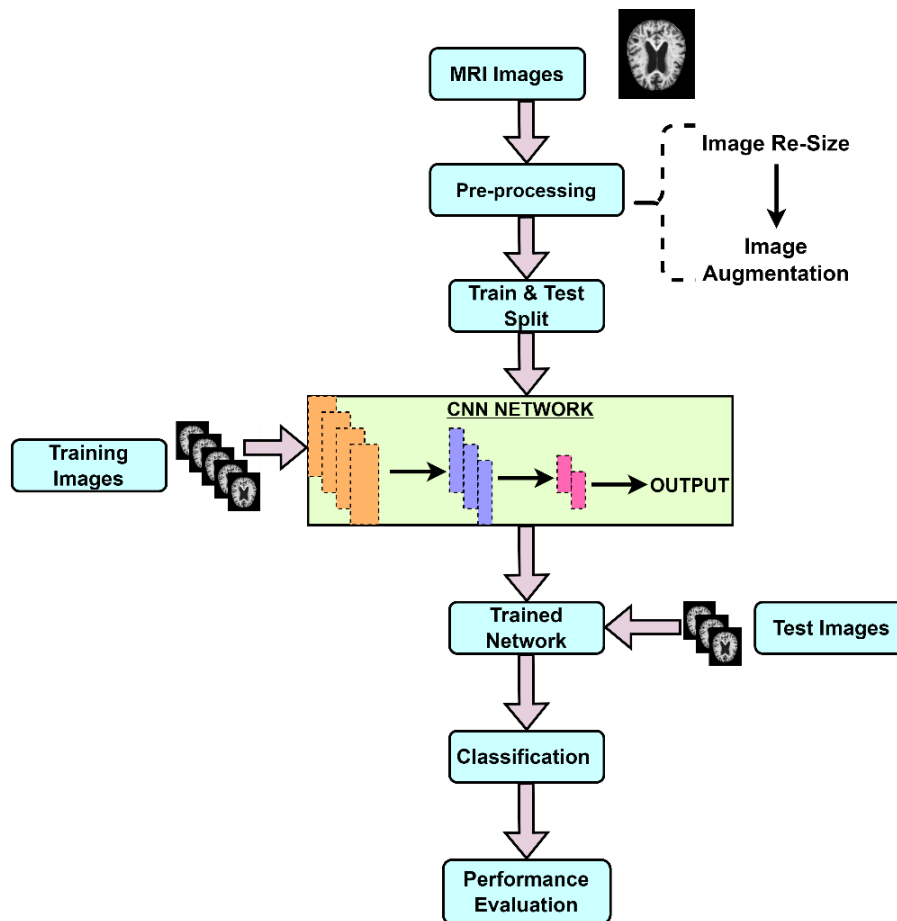 MRI Images
Pre-processing
Image Re-Size
Image
Augmentation
Train & Test
Split
CNN NETWORK
Training
Images
OUTPUT
Trained
Network
Test Images
Classification
Performance
Evaluation